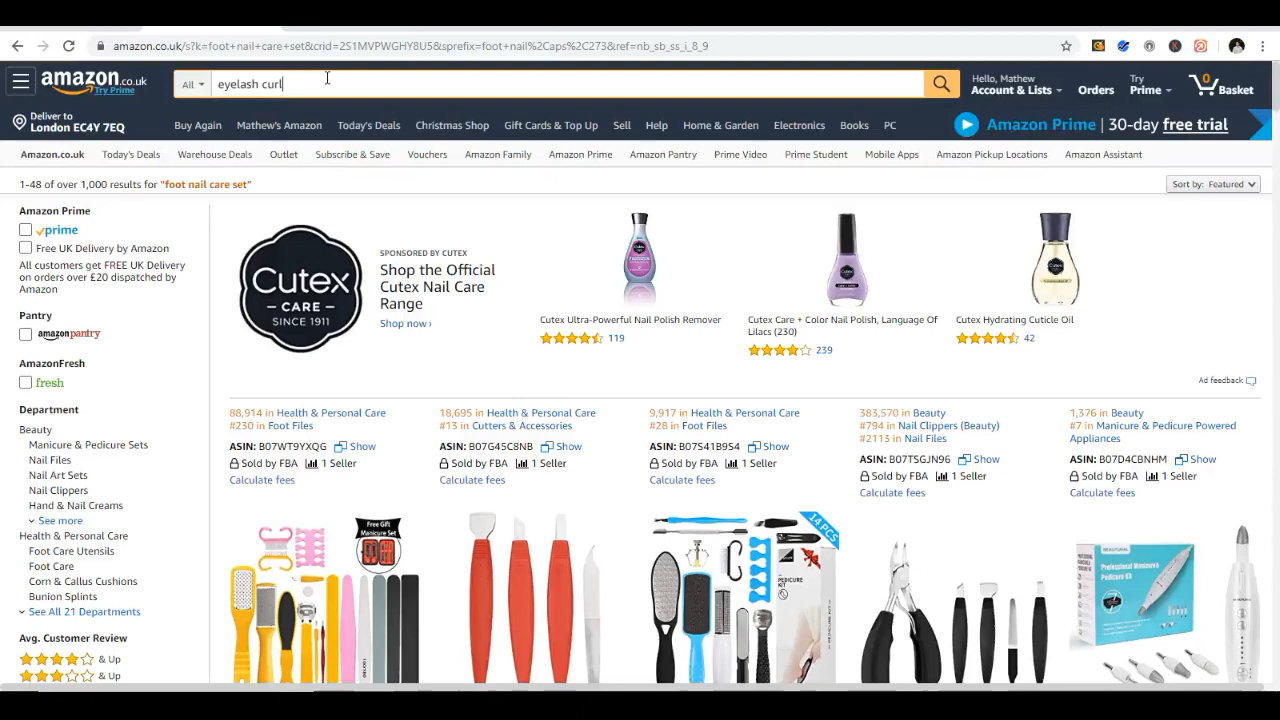 amazon.co.uk/s?k=foot+nail+care+set&crid=2S1MVPWGHY8U5&sprefix=foot+nail%2Caps%2C273&ref=nb_sb_ss_i_8_9
amazon.co.uk
Try Prime
All
eyelash curl
Hello, Mathew
Account & Lists
Orders
Try
Prime
0
Basket
Deliver to
London EC4Y 7EQ
Buy Again
Mathew's Amazon
Today's Deals
Christmas Shop
Gift Cards & Top Up
Sell
Help
Home & Garden
Electronics
Books
PC
Amazon Prime | 30-day free trial
Amazon.co.uk
Today's Deals
Warehouse Deals
Outlet
Subscribe & Save
Vouchers
Amazon Family
Amazon Prime
Amazon Pantry
Prime Video
Prime Student
Mobile Apps
Amazon Pickup Locations
Amazon Assistant
1-48 of over 1,000 results for "foot nail care set"
Sort by: Featured
Amazon Prime
prime
Free UK Delivery by Amazon
All customers get FREE UK Delivery
on orders over £20 dispatched by
Amazon
Pantry
amazonpantry
AmazonFresh
fresh
Department
Beauty
Manicure & Pedicure Sets
Nail Files
Nail Art Sets
Nail Clippers
Hand & Nail Creams
See more
Health & Personal Care
Foot Care Utensils
Foot Care
Corn & Callus Cushions
Bunion Splints
See All 21 Departments
Avg. Customer Review
& Up
& Up
Cutex
CARE
SINCE 1911
SPONSORED BY CUTEX
Shop the Official
Cutex Nail Care
Range
Shop now›
Cutex Ultra-Powerful Nail Polish Remover
119
Cutex Care + Color Nail Polish, Language Of
Lilacs (230)
239
Cutex Hydrating Cuticle Oil
42
Ad feedback
88,914 in Health & Personal Care
#230 in Foot Files
ASIN: B07WT9YXQG Show
Sold by FBA 1 Seller
Calculate fees
18,695 in Health & Personal Care
#13 in Cutters & Accessories
ASIN: B07G45C8NB Show
Sold by FBA 1 Seller
Calculate fees
9,917 in Health & Personal Care
#28 in Foot Files
ASIN: B07S41B9S4 Show
Sold by FBA 1 Seller
Calculate fees
383,570 in Beauty
#794 in Nail Clippers (Beauty)
#2113 in Nail Files
ASIN: B07TSGJN96 Show
Sold by FBA 1 Seller
Calculate fees
1,376 in Beauty
#7 in Manicure & Pedicure Powered
Appliances
ASIN: B07D4CBNHM Show
Sold by FBA 1 Seller
Calculate fees
Free Gift
Manicure Set
14 PCS
PEDICURE
KIT
BEAUTURAL
Professional Manicure &
Pedicure Kit